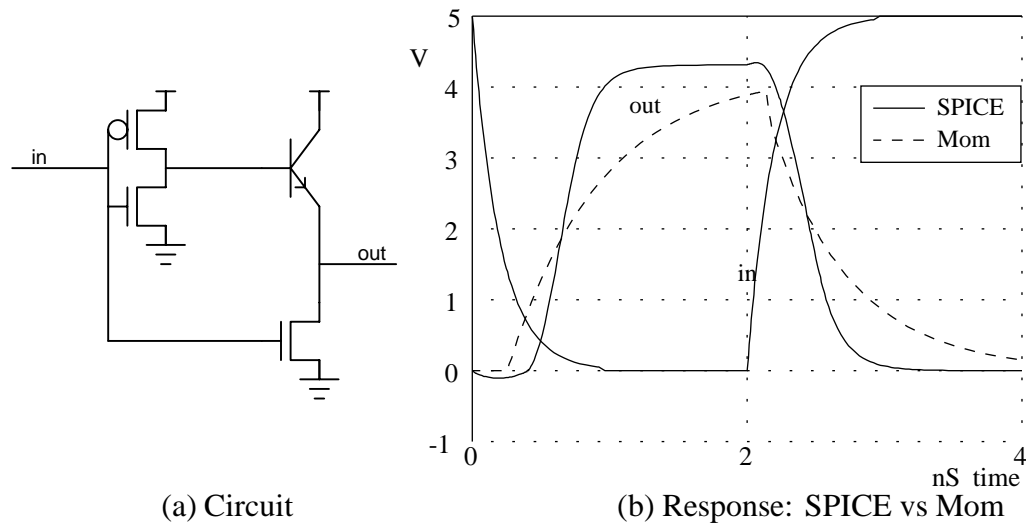 in
out
(a) Circuit
5
V
4
3
2
1
0
-1
out
in
SPICE
Mom
0
2
4
nS time
(b) Response: SPICE vs Mom